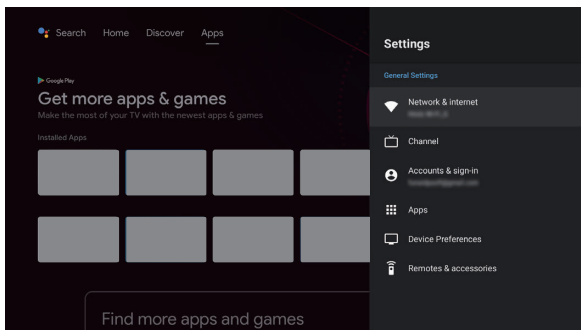 Search Home Discover Apps
Google Play
Get more apps & games
Make the most of your TV with the newest apps & games
Installed Apps
Find more apps and games
Settings
General Settings
Network & internet
Channel
Accounts & sign-in
Apps
Device Preferences
Remotes & accessories